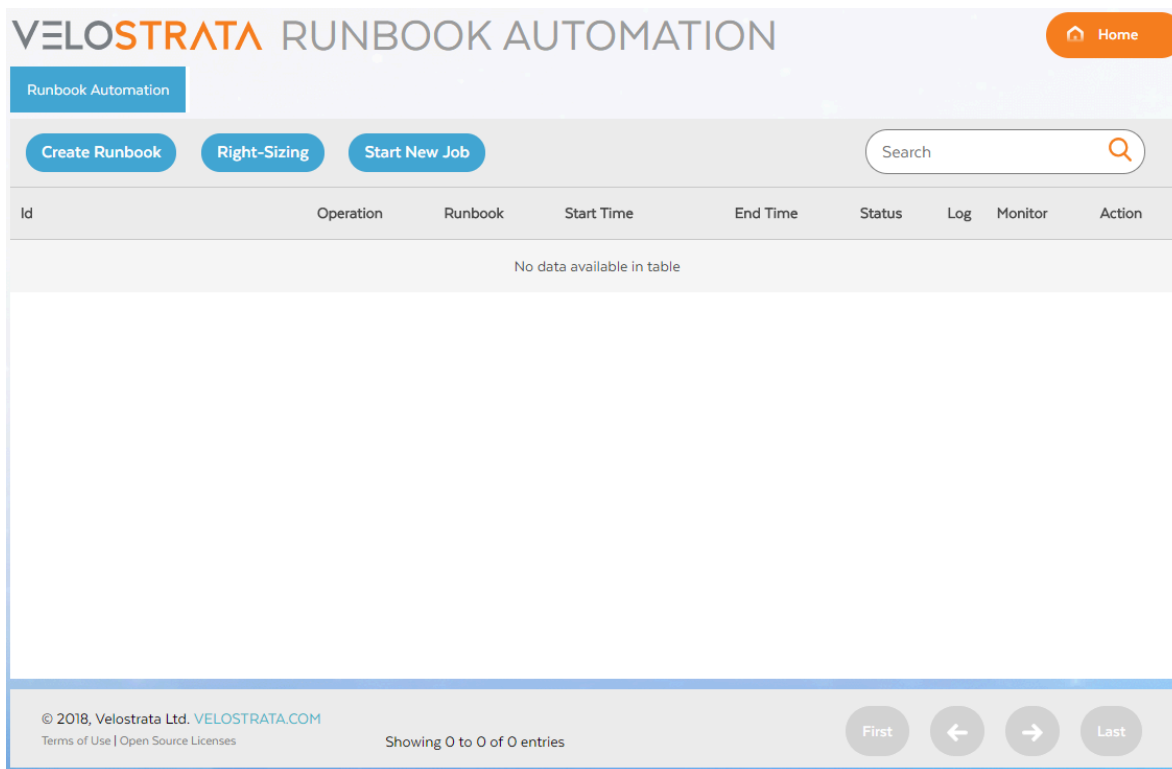 VELOSTRATA RUNBOOK AUTOMATION
Home
Runbook Automation
Create Runbook Right-Sizing Start New Job Search
Id Operation Runbook Start Time End Time Status Log Monitor Action
No data available in table
© 2018, Velostrata Ltd. VELOSTRATA.COM
Terms of Use | Open Source Licenses
Showing 0 to 0 of 0 entries
First Last